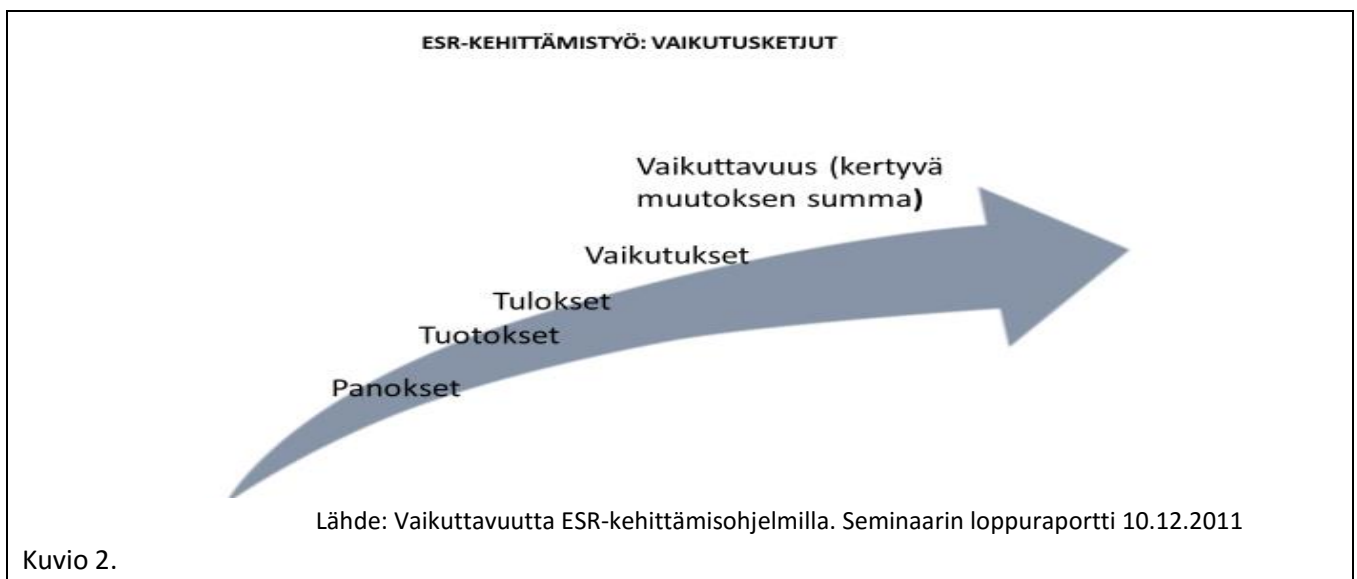 ESR-KEHITTÄMISTYÖ: VAIKUTUSKETJUT
Vaikuttavuus (kertyvä
muutoksen summa)
Vaikutukset
Tulokset
Tuotokset
Panokset
Lähde: Vaikuttavuutta ESR-kehittämisohjelmilla. Seminaarin loppuraportti 10.12.2011
Kuvio 2.